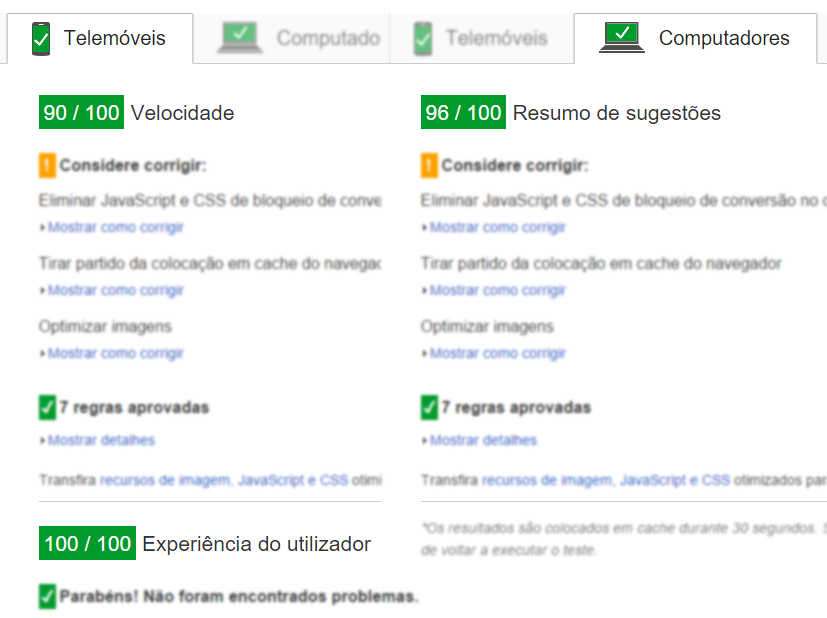 Telemóveis
Computado
Telemóveis
Computadores
90 / 100 Velocidade
! Considere corrigir:
Eliminar JavaScript e CSS de bloqueio de conve
Mostrar como corrigir
Tirar partido da colocação em cache do navegad
Mostrar como corrigir
Optimizar imagens
Mostrar como corrigir
7 regras aprovadas
Mostrar detalhes
Transfira recursos de imagem, JavaScript e CSS otimi
100 / 100 Experiência do utilizador
Parabéns! Não foram encontrados problemas.
96 / 100 Resumo de sugestões
! Considere corrigir:
Eliminar JavaScript e CSS de bloqueio de conversão no c
Mostrar como corrigir
Tirar partido da colocação em cache do navegador
Mostrar como corrigir
Optimizar imagens
Mostrar como corrigir
7 regras aprovadas
Mostrar detalhes
Transfira recursos de imagem, JavaScript e CSS otimizados par
*Os resultados são colocados em cache durante 30 segundos. S
de voltar a executar o teste.